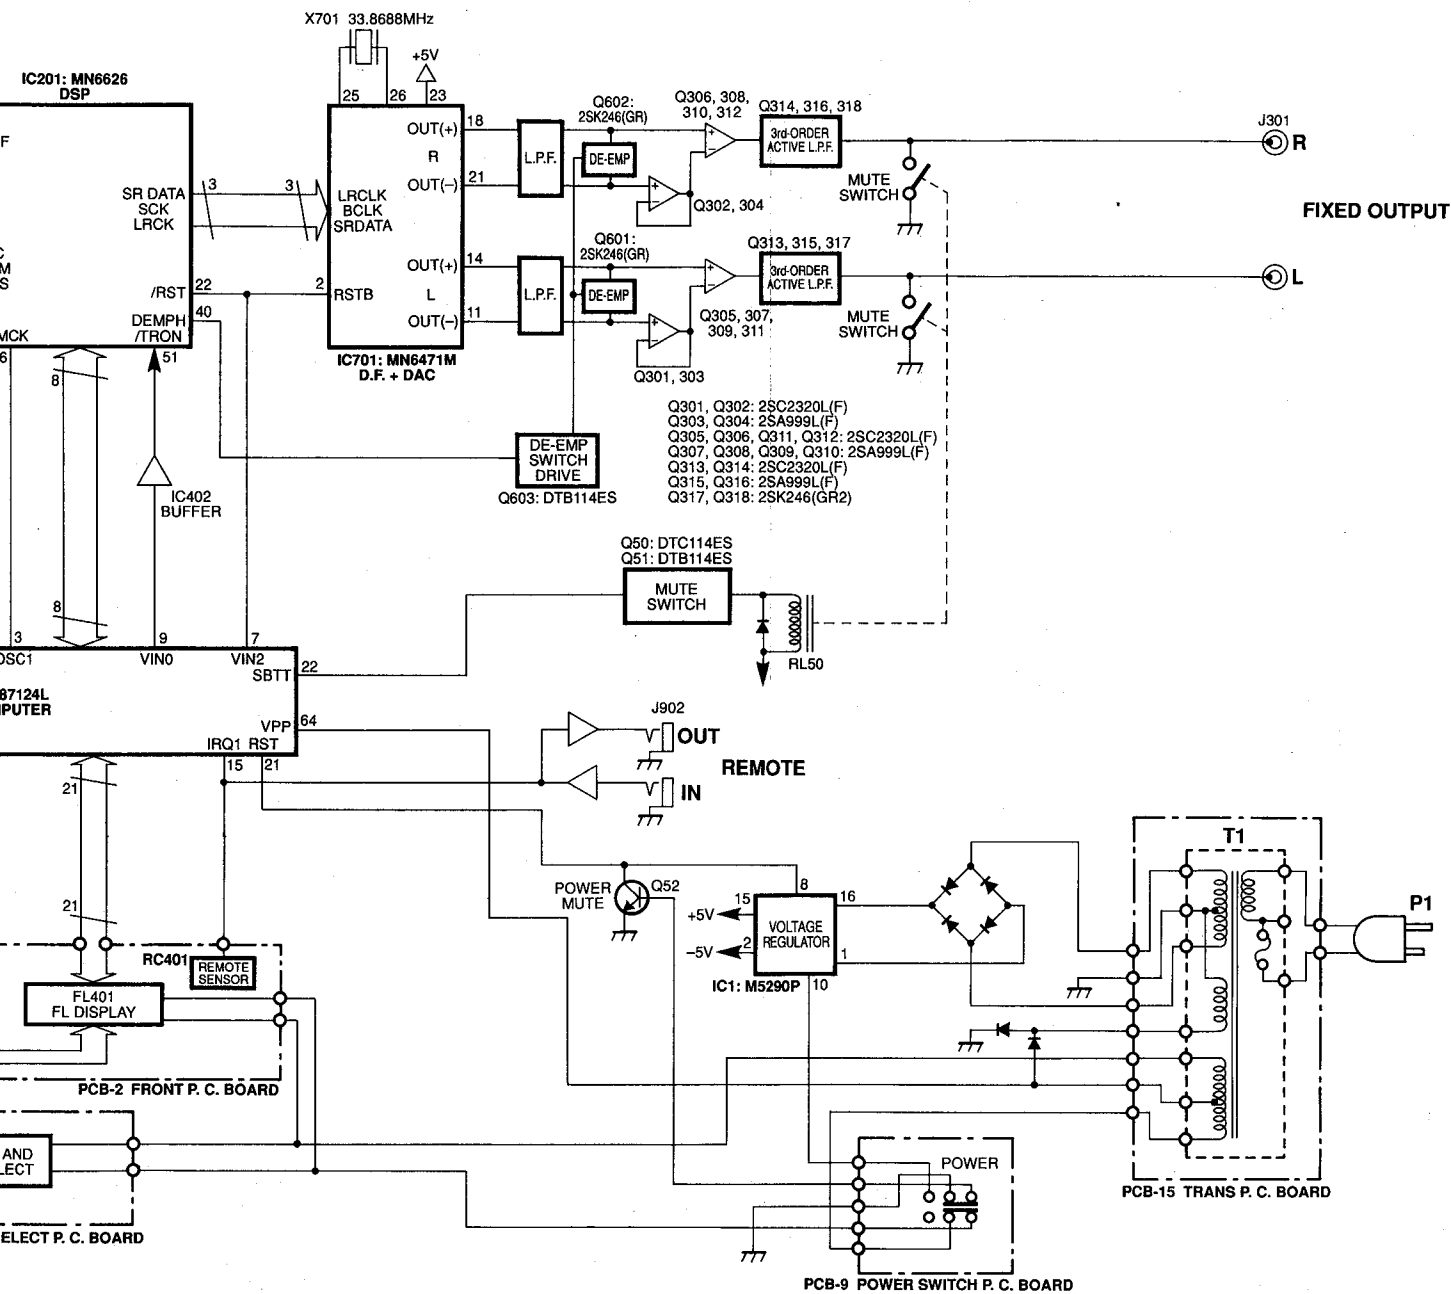 X701 33.8688MHz
+5V
IC201: MN6626
DSP
25
26
23
Q602:
2SK246(GR)
Q306, 308,
310, 312
Q314, 316, 318
J301
F
OUT(+)
18
L.P.F.
DE-EMP
3rd-ORDER
ACTIVE L.P.F.
R
R
OUT(–)
21
MUTE
SWITCH
SR DATA
SCK
LRCK
3
3
LRCLK
BCLK
SRDATA
Q302, 304
FIXED OUTPUT
Q601:
2SK246(GR)
Q313, 315, 317
C
M
S
OUT(+)
14
L.P.F.
DE-EMP
3rd-ORDER
ACTIVE L.P.F.
L
/RST
22
2
RSTB
L
DEMPH
40
OUT(–)
11
Q305, 307,
309, 311
MUTE
SWITCH
MCK
/TRON
6
51
IC701: MN6471M
D.F. + DAC
Q301, 303
8
Q301, Q302: 2SC2320L(F)
Q303, Q304: 2SA999L(F)
Q305, Q306, Q311, Q312: 2SC2320L(F)
Q307, Q308, Q309, Q310: 2SA999L(F)
Q313, Q314: 2SC2320L(F)
Q315, Q316: 2SA999L(F)
Q317, Q318: 2SK246(GR2)
DE-EMP
SWITCH
DRIVE
Q603: DTB114ES
IC402
BUFFER
Q50: DTC114ES
Q51: DTB114ES
MUTE
SWITCH
8
3
9
7
OSC1
VIN0
VIN2
SBTT
22
RL50
87124L
PUTER
VPP
64
IRQ1 RST
15
21
J902
OUT
REMOTE
IN
21
T1
POWER
MUTE
Q52
8
15
16
+5V
VOLTAGE
REGULATOR
2
–5V
1
IC1: M5290P
10
P1
21
RC401
REMOTE
SENSOR
FL401
FL DISPLAY
PCB-2 FRONT P. C. BOARD
AND
LECT
ELECT P. C. BOARD
POWER
PCB-15 TRANS P. C. BOARD
PCB-9 POWER SWITCH P. C. BOARD